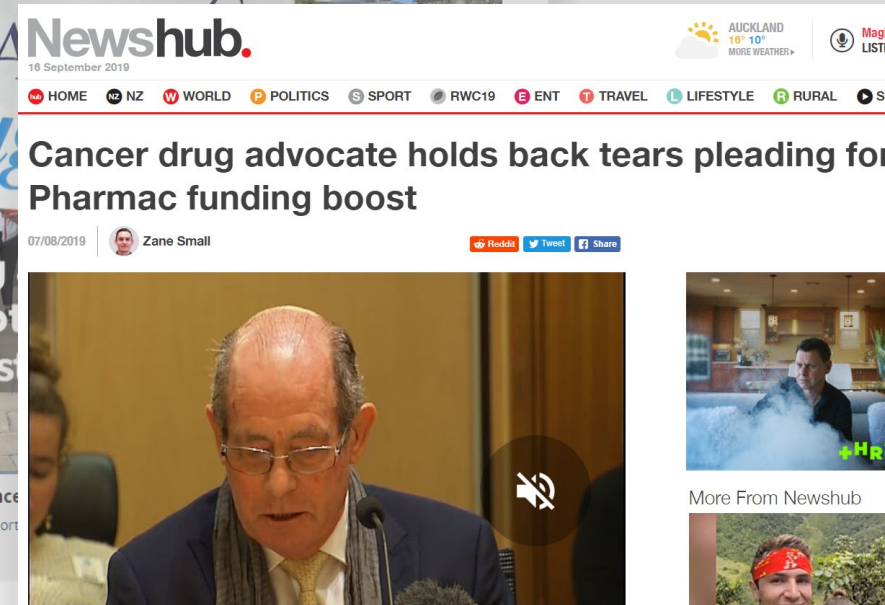 Newshub.
16 September 2019
AUCKLAND
16° 10°
MORE WEATHER
HOME NZ NZ W WORLD P POLITICS S SPORT RWC19 E ENT T TRAVEL L LIFESTYLE R RURAL
Cancer drug advocate holds back tears pleading for
Pharmac funding boost
07/08/2019 Zane Small
Reddit Tweet Share
More From Newshub